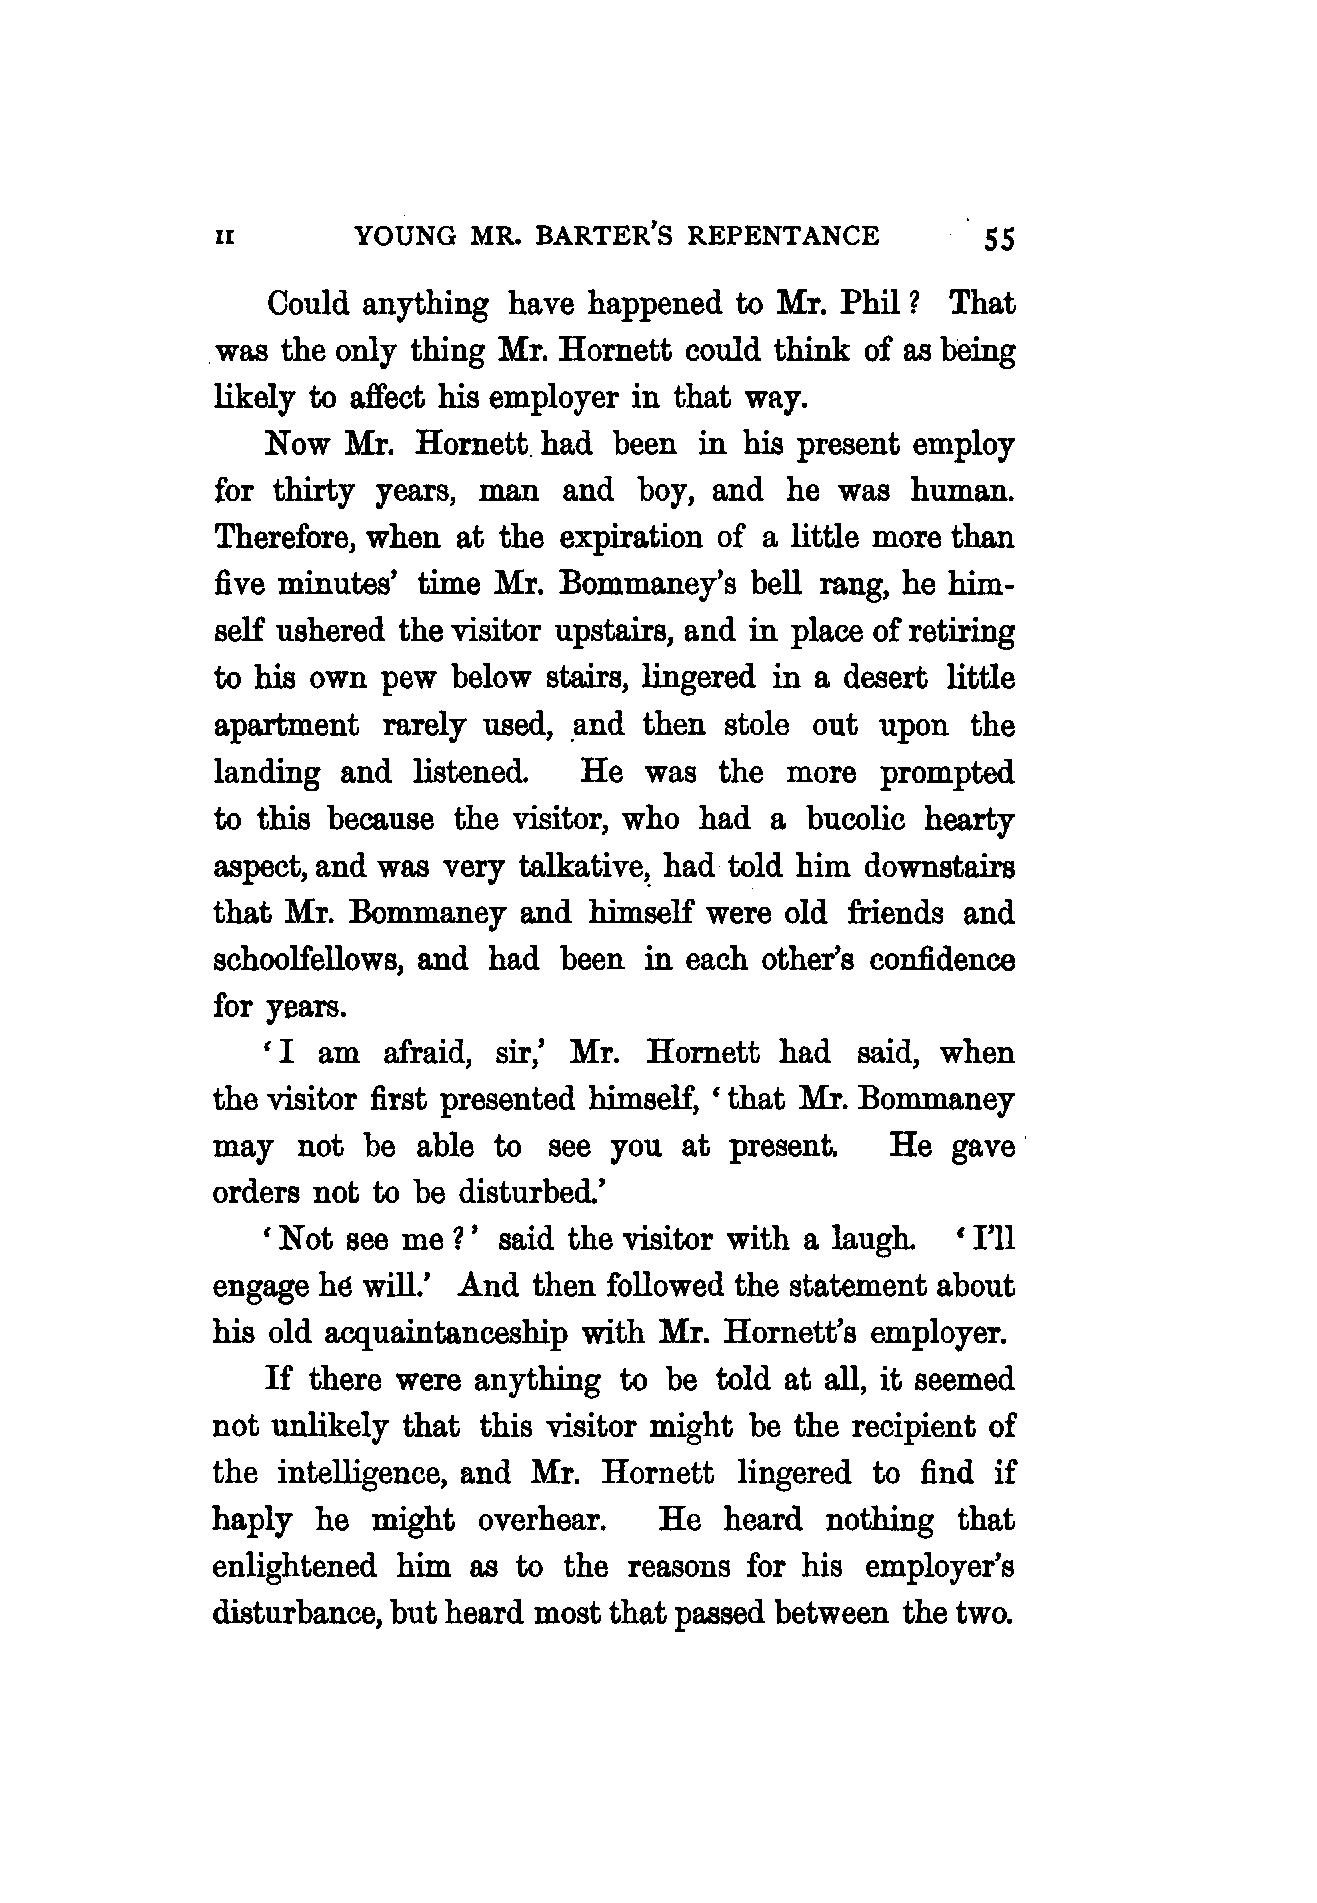 II YOUNG MR. BARTER'S REPENTANCE 55
Could anything have happened to Mr. Phil? That
was the only thing Mr. Hornett could think of as being
likely to affect his employer in that way.
Now Mr. Hornett had been in his present employ
for thirty years, man and boy, and he was human.
Therefore, when at the expiration of a little more than
five minutes' time Mr. Bommaney's bell rang, he him-
self ushered the visitor upstairs, and in place of retiring
to his own pew below stairs, lingered in a desert little
apartment rarely used, and then stole out upon the
landing and listened. He was the more prompted
to this because the visitor, who had a bucolic hearty
aspect, and was very talkative, had told him downstairs
that Mr. Bommaney and himself were old friends and
schoolfellows, and had been in each other's confidence
for years.
'I am afraid, sir,' Mr. Hornett had said, when
the visitor first presented himself, 'that Mr. Bommaney
may not be able to see you at present. He gave
orders not to be disturbed.'
'Not see me?' said the visitor with a laugh. 'I'll
engage he will.' And then followed the statement about
his old acquaintanceship with Mr. Hornett's employer.
If there were anything to be told at all, it seemed
not unlikely that this visitor might be the recipient of
the intelligence, and Mr. Hornett lingered to find if
haply he might overhear. He heard nothing that
enlightened him as to the reasons for his employer's
disturbance, but heard most that passed between the two.